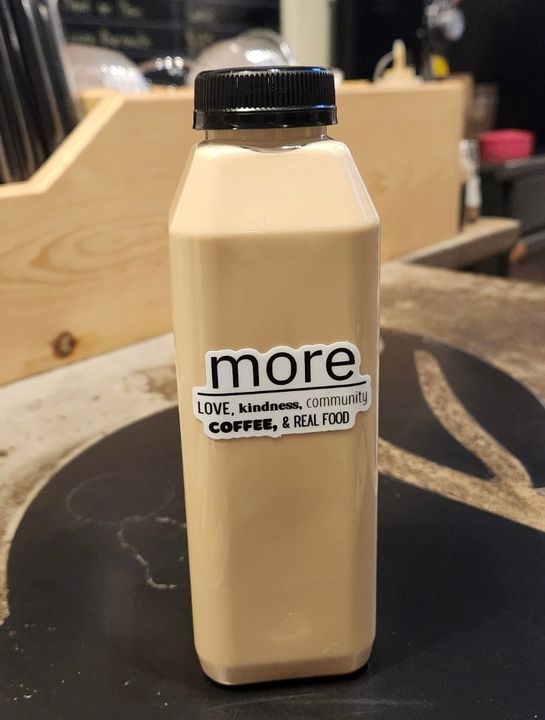 more
LOVE, kindness, community
COFFEE, & REAL FOOD